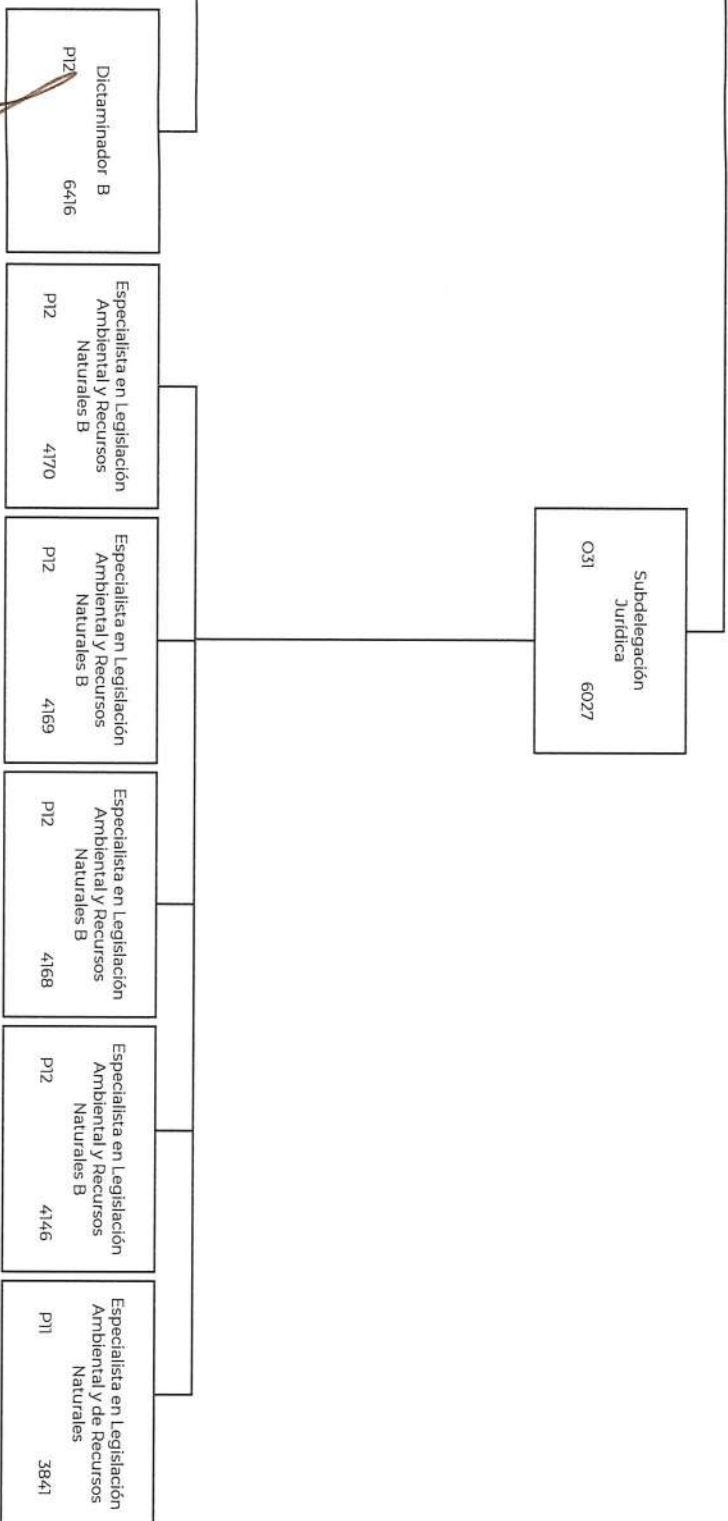 Subdelegación
Jurídica
O31 6027
Dictaminador B
P12 6416
Especialista en Legislación
Ambiental y Recursos
Naturales B
P12 4170
Especialista en Legislación
Ambiental y Recursos
Naturales B
P12 4169
Especialista en Legislación
Ambiental y Recursos
Naturales B
P12 4168
Especialista en Legislación
Ambiental y Recursos
Naturales B
P12 4146
Especialista en Legislación
Ambiental y de Recursos
Naturales
P11 3841